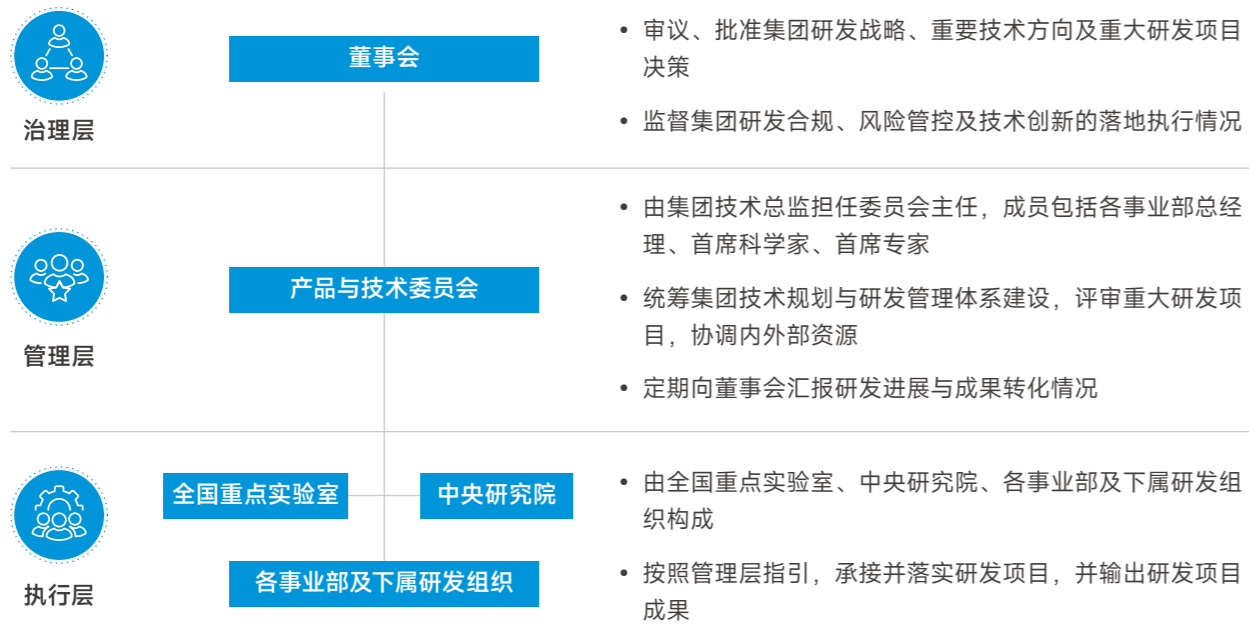 治理层
董事会
• 审议、批准集团研发战略、重要技术方向及重大研发项目
决策
• 监督集团研发合规、风险管控及技术创新的落地执行情况
管理层
产品与技术委员会
• 由集团技术总监担任委员会主任，成员包括各事业部总经
理、首席科学家、首席专家
• 统筹集团技术规划与研发管理体系建设，评审重大研发项
目，协调内外部资源
• 定期向董事会汇报研发进展与成果转化情况
执行层
全国重点实验室
中央研究院
各事业部及下属研发组织
• 由全国重点实验室、中央研究院、各事业部及下属研发组
织构成
• 按照管理层指引，承接并落实研发项目，并输出研发项目
成果